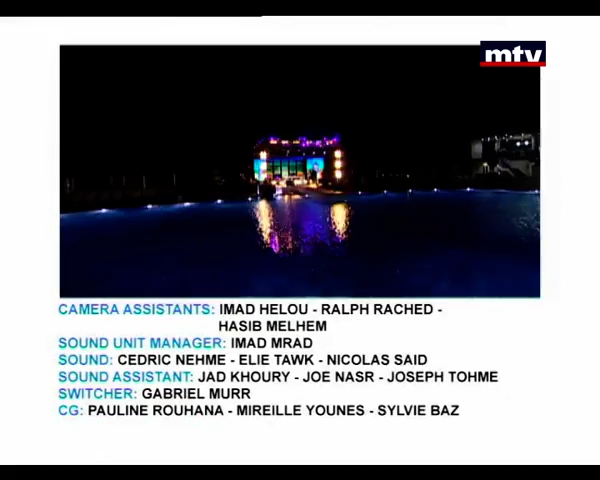 mtv
CAMERA ASSISTANTS: IMAD HELOU - RALPH RACHED -
HASIB MELHEM
SOUND UNIT MANAGER: IMAD MRAD
SOUND: CEDRIC NEHME - ELIE TAWK - NICOLAS SAID
SOUND ASSISTANT: JAD KHOURY - JOE NASR - JOSEPH TOHME
SWITCHER: GABRIEL MURR
CG: PAULINE ROUHANA - MIREILLE YOUNES - SYLVIE BAZ